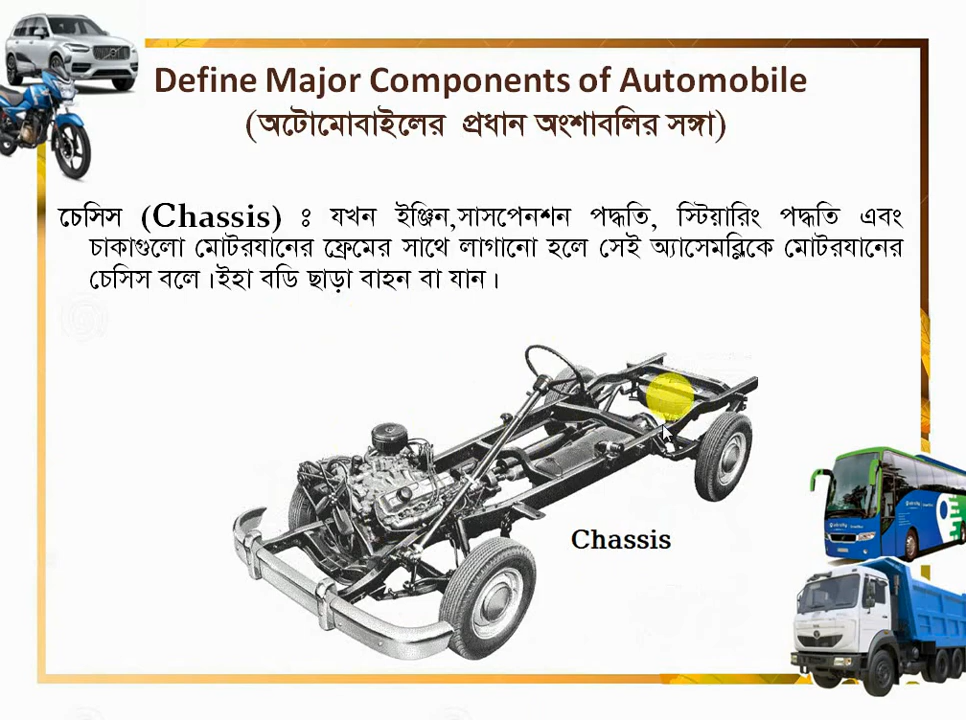 Define Major Components of Automobile
(অটোমোবাইলের প্রধান অংশাবলির সঙ্গা)
চেসিস (Chassis) ঃ যখন ইঞ্জিন,সাসপেনশন পদ্ধতি, স্টিয়ারিং পদ্ধতি এবং
চাকাগুলো মোটরযানের ফ্রেমের সাথে লাগানো হলে সেই অ্যাসেমব্লিকে মোটরযানের
চেসিস বলে।ইহা বডি ছাড়া বাহন বা যান।
Chassis